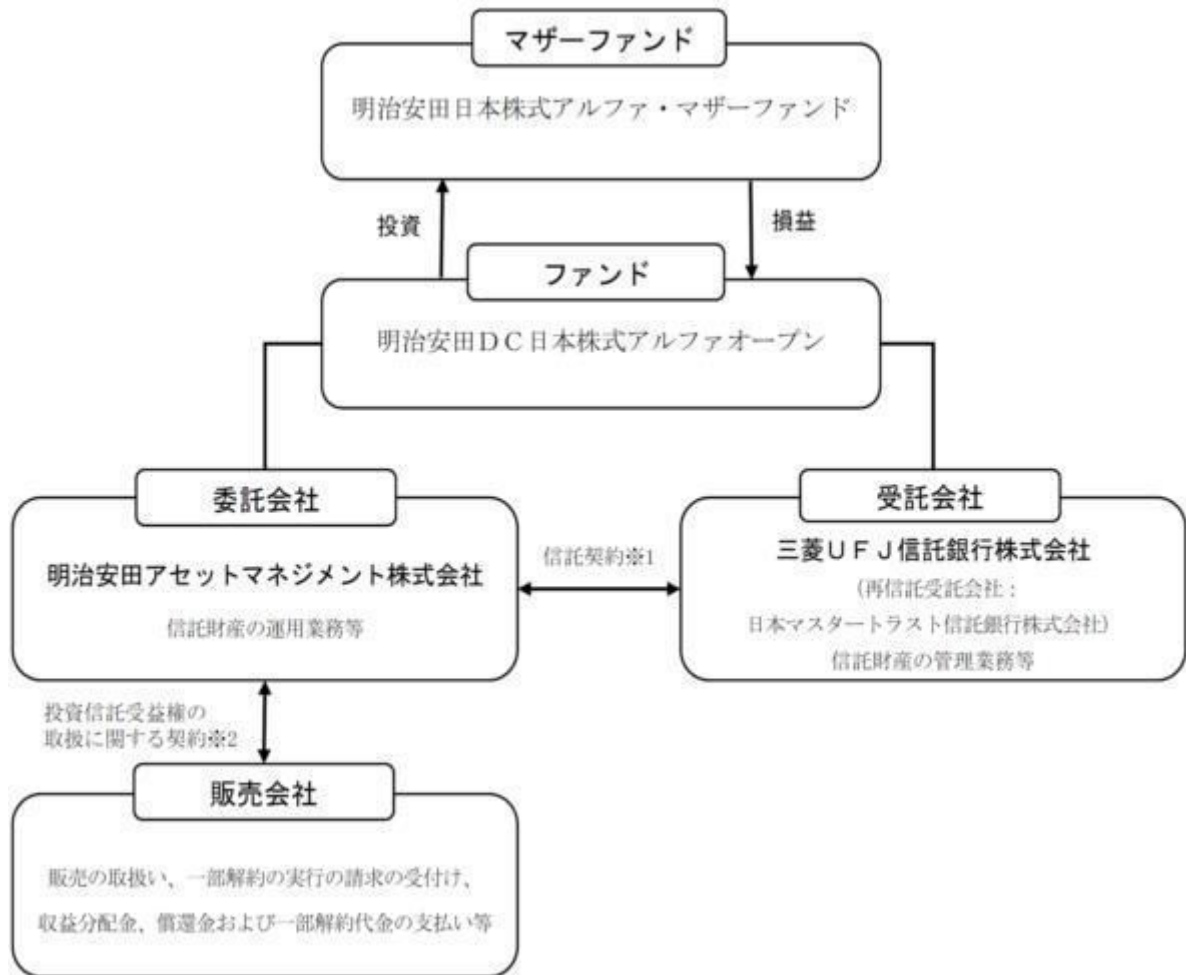 マザーファンド
明治安田日本株式アルファ・マザーファンド
投資
損益
ファンド
明治安田DC日本株式アルファオープン
委託会社
明治安田アセットマネジメント株式会社
信託財産の運用業務等
信託契約※1
受託会社
三菱UFJ信託銀行株式会社
(再信託受託会社:
日本マスタートラスト信託銀行株式会社)
信託財産の管理業務等
投資信託受益権の
取扱に関する契約※2
販売会社
販売の取扱い、一部解約の実行の請求の受付け、
収益分配金、償還金および一部解約代金の支払い等